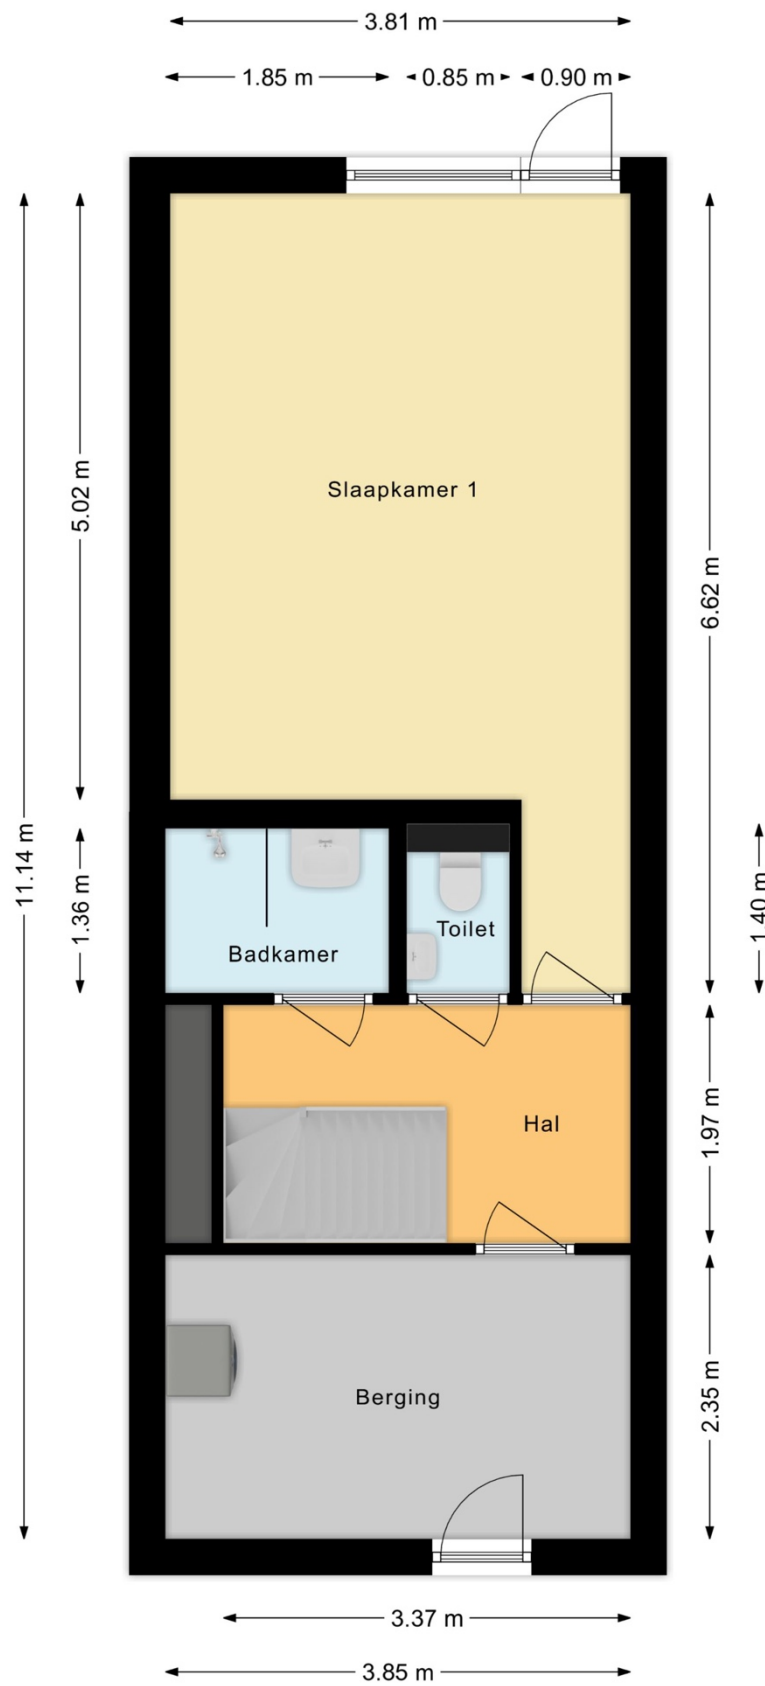 3.81 m
1.85 m
0.85 m
0.90 m
5.02 m
Slaapkamer 1
6.62 m
11.14 m
1.36 m
1.40 m
Toilet
Badkamer
Hal
1.97 m
Berging
2.35 m
3.37 m
3.85 m